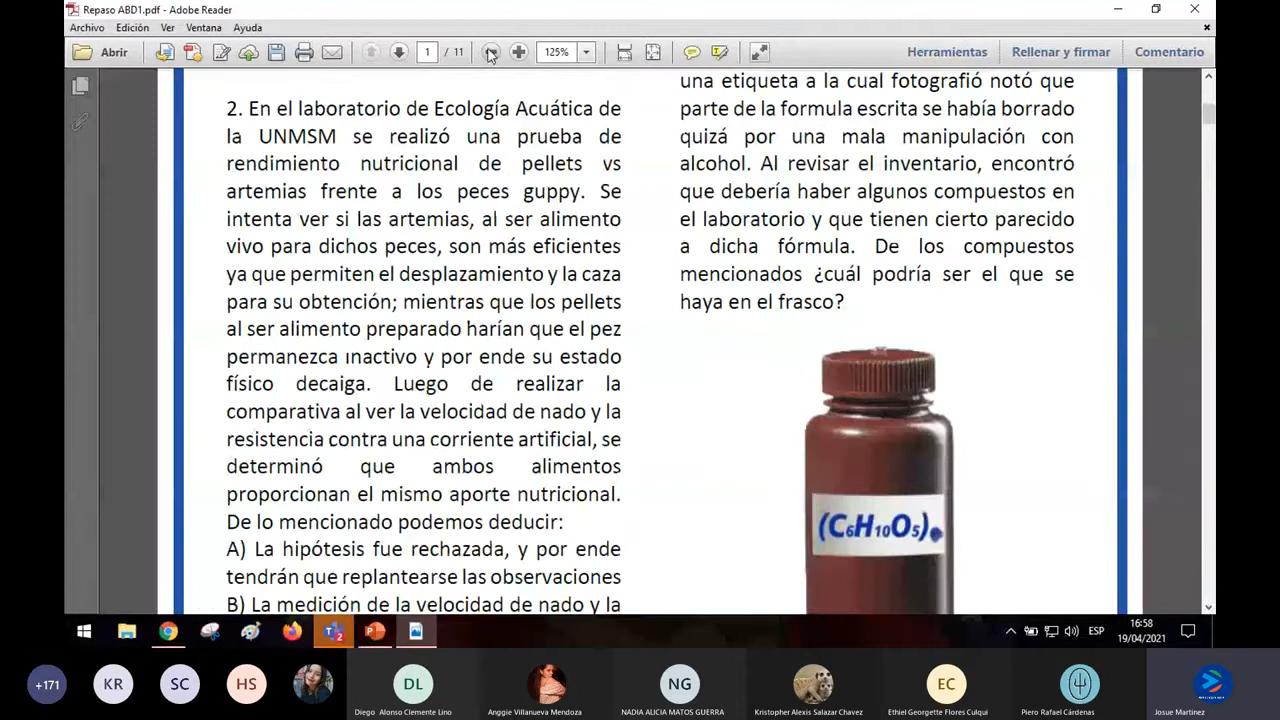 Repaso ABD1.pdf - Adobe Reader
Archivo Edición Ver Ventana Ayuda
Abrir 1 / 11 125% Herramientas Rellenar y firmar Comentario
2. En el laboratorio de Ecología Acuática de
la UNMSM se realizó una prueba de
rendimiento nutricional de pellets vs
artemias frente a los peces guppy. Se
intenta ver si las artemias, al ser alimento
vivo para dichos peces, son más eficientes
ya que permiten el desplazamiento y la caza
para su obtención; mientras que los pellets
al ser alimento preparado harían que el pez
permanezca inactivo y por ende su estado
físico decaiga. Luego de realizar la
comparativa al ver la velocidad de nado y la
resistencia contra una corriente artificial, se
determinó que ambos alimentos
proporcionan el mismo aporte nutricional.
De lo mencionado podemos deducir:
A) La hipótesis fue rechazada, y por ende
tendrán que replantearse las observaciones
B) La medición de la velocidad de nado y la
una etiqueta a la cual fotografió notó que
parte de la formula escrita se había borrado
quizá por una mala manipulación con
alcohol. Al revisar el inventario, encontró
que debería haber algunos compuestos en
el laboratorio y que tienen cierto parecido
a dicha fórmula. De los compuestos
mencionados ¿cuál podría ser el que se
haya en el frasco?
(C6H10O5)
2
ESP
16:58
19/04/2021
+171 KR SC HS DL NG EC
Diego Alonso Clemente Lino
Anggie Villanueva Mendoza
NADIA ALICIA MATOS GUERRA
Kristopher Alexis Salazar Chavez
Ethiel Georgette Flores Culqui
Piero Rafael Cárdenas
Josue Martinez